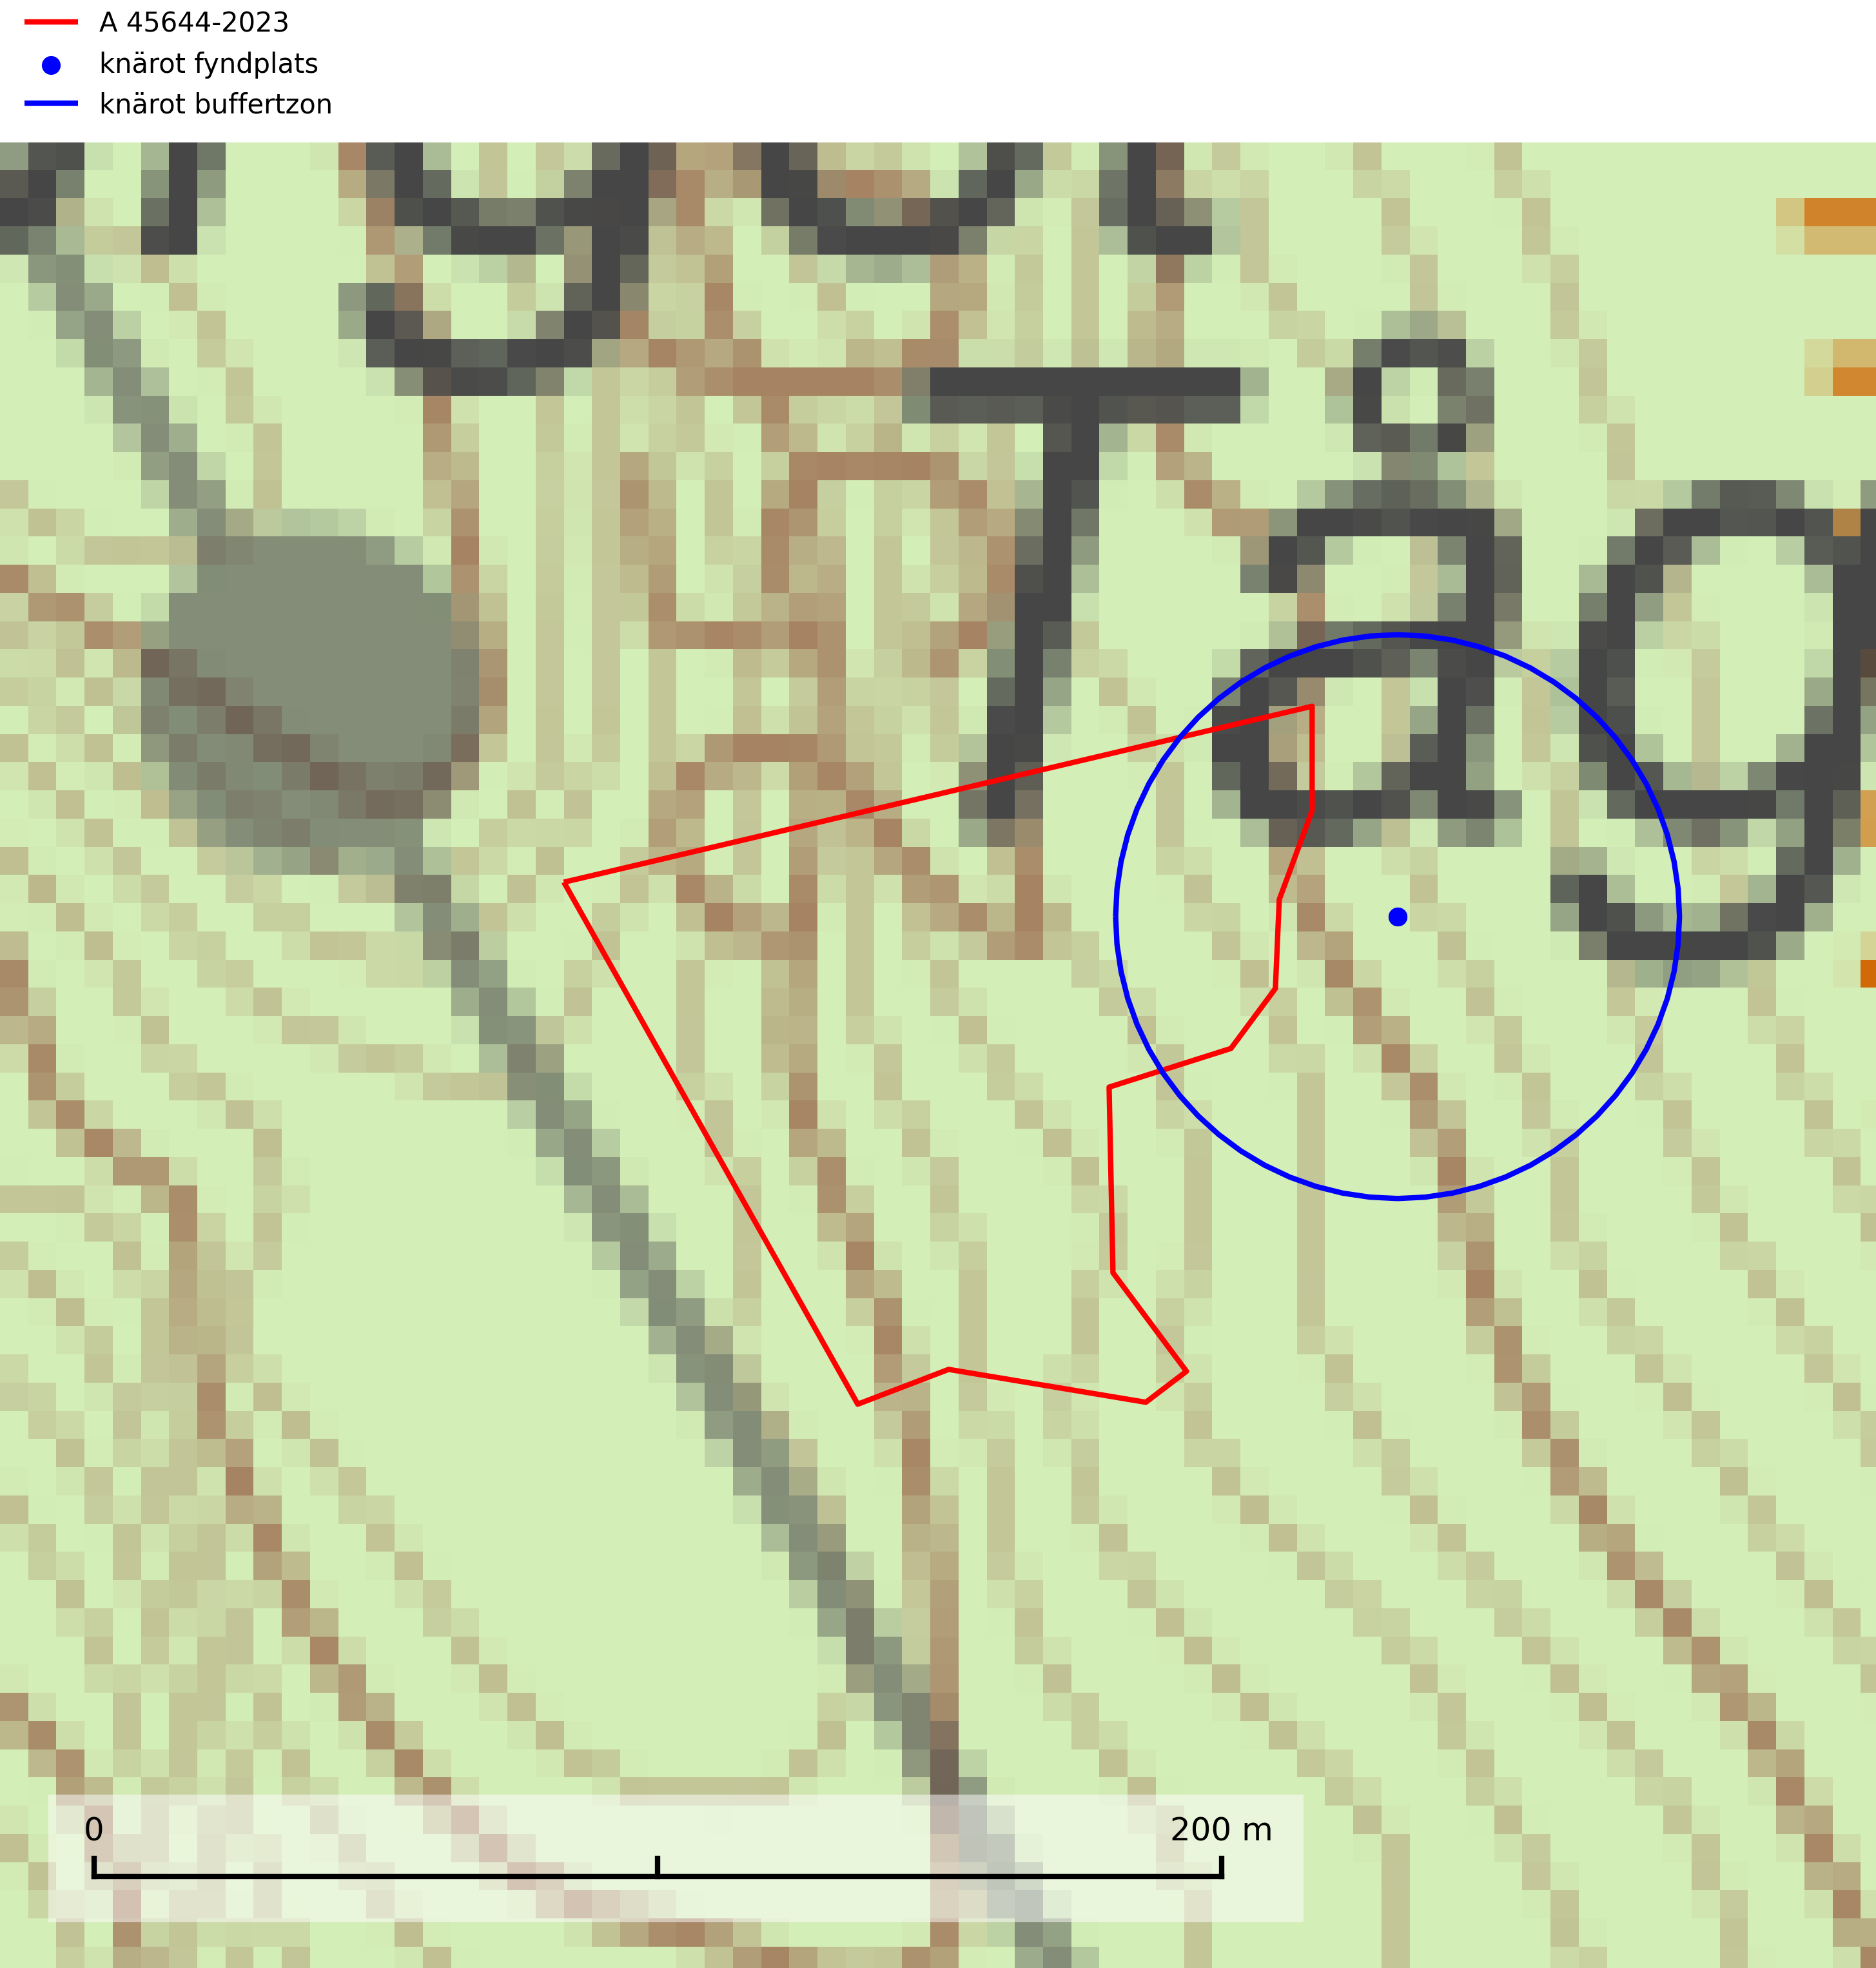 A 45644-2023
knärot fyndplats
knärot buffertzon
0 200 m